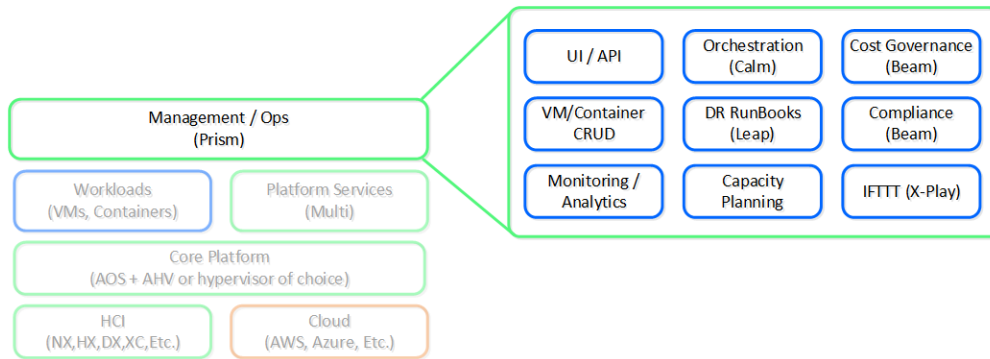 Management / Ops
(Prism)
Workloads
(VMs, Containers)
Platform Services
(Multi)
Core Platform
(AOS + AHV or hypervisor of choice)
HCI
(NX,HX,DX,XC,Etc.)
Cloud
(AWS, Azure, Etc.)
UI / API
Orchestration
(Calm)
Cost Governance
(Beam)
VM/Container
CRUD
DR RunBooks
(Leap)
Compliance
(Beam)
Monitoring /
Analytics
Capacity
Planning
IFTTT (X-Play)